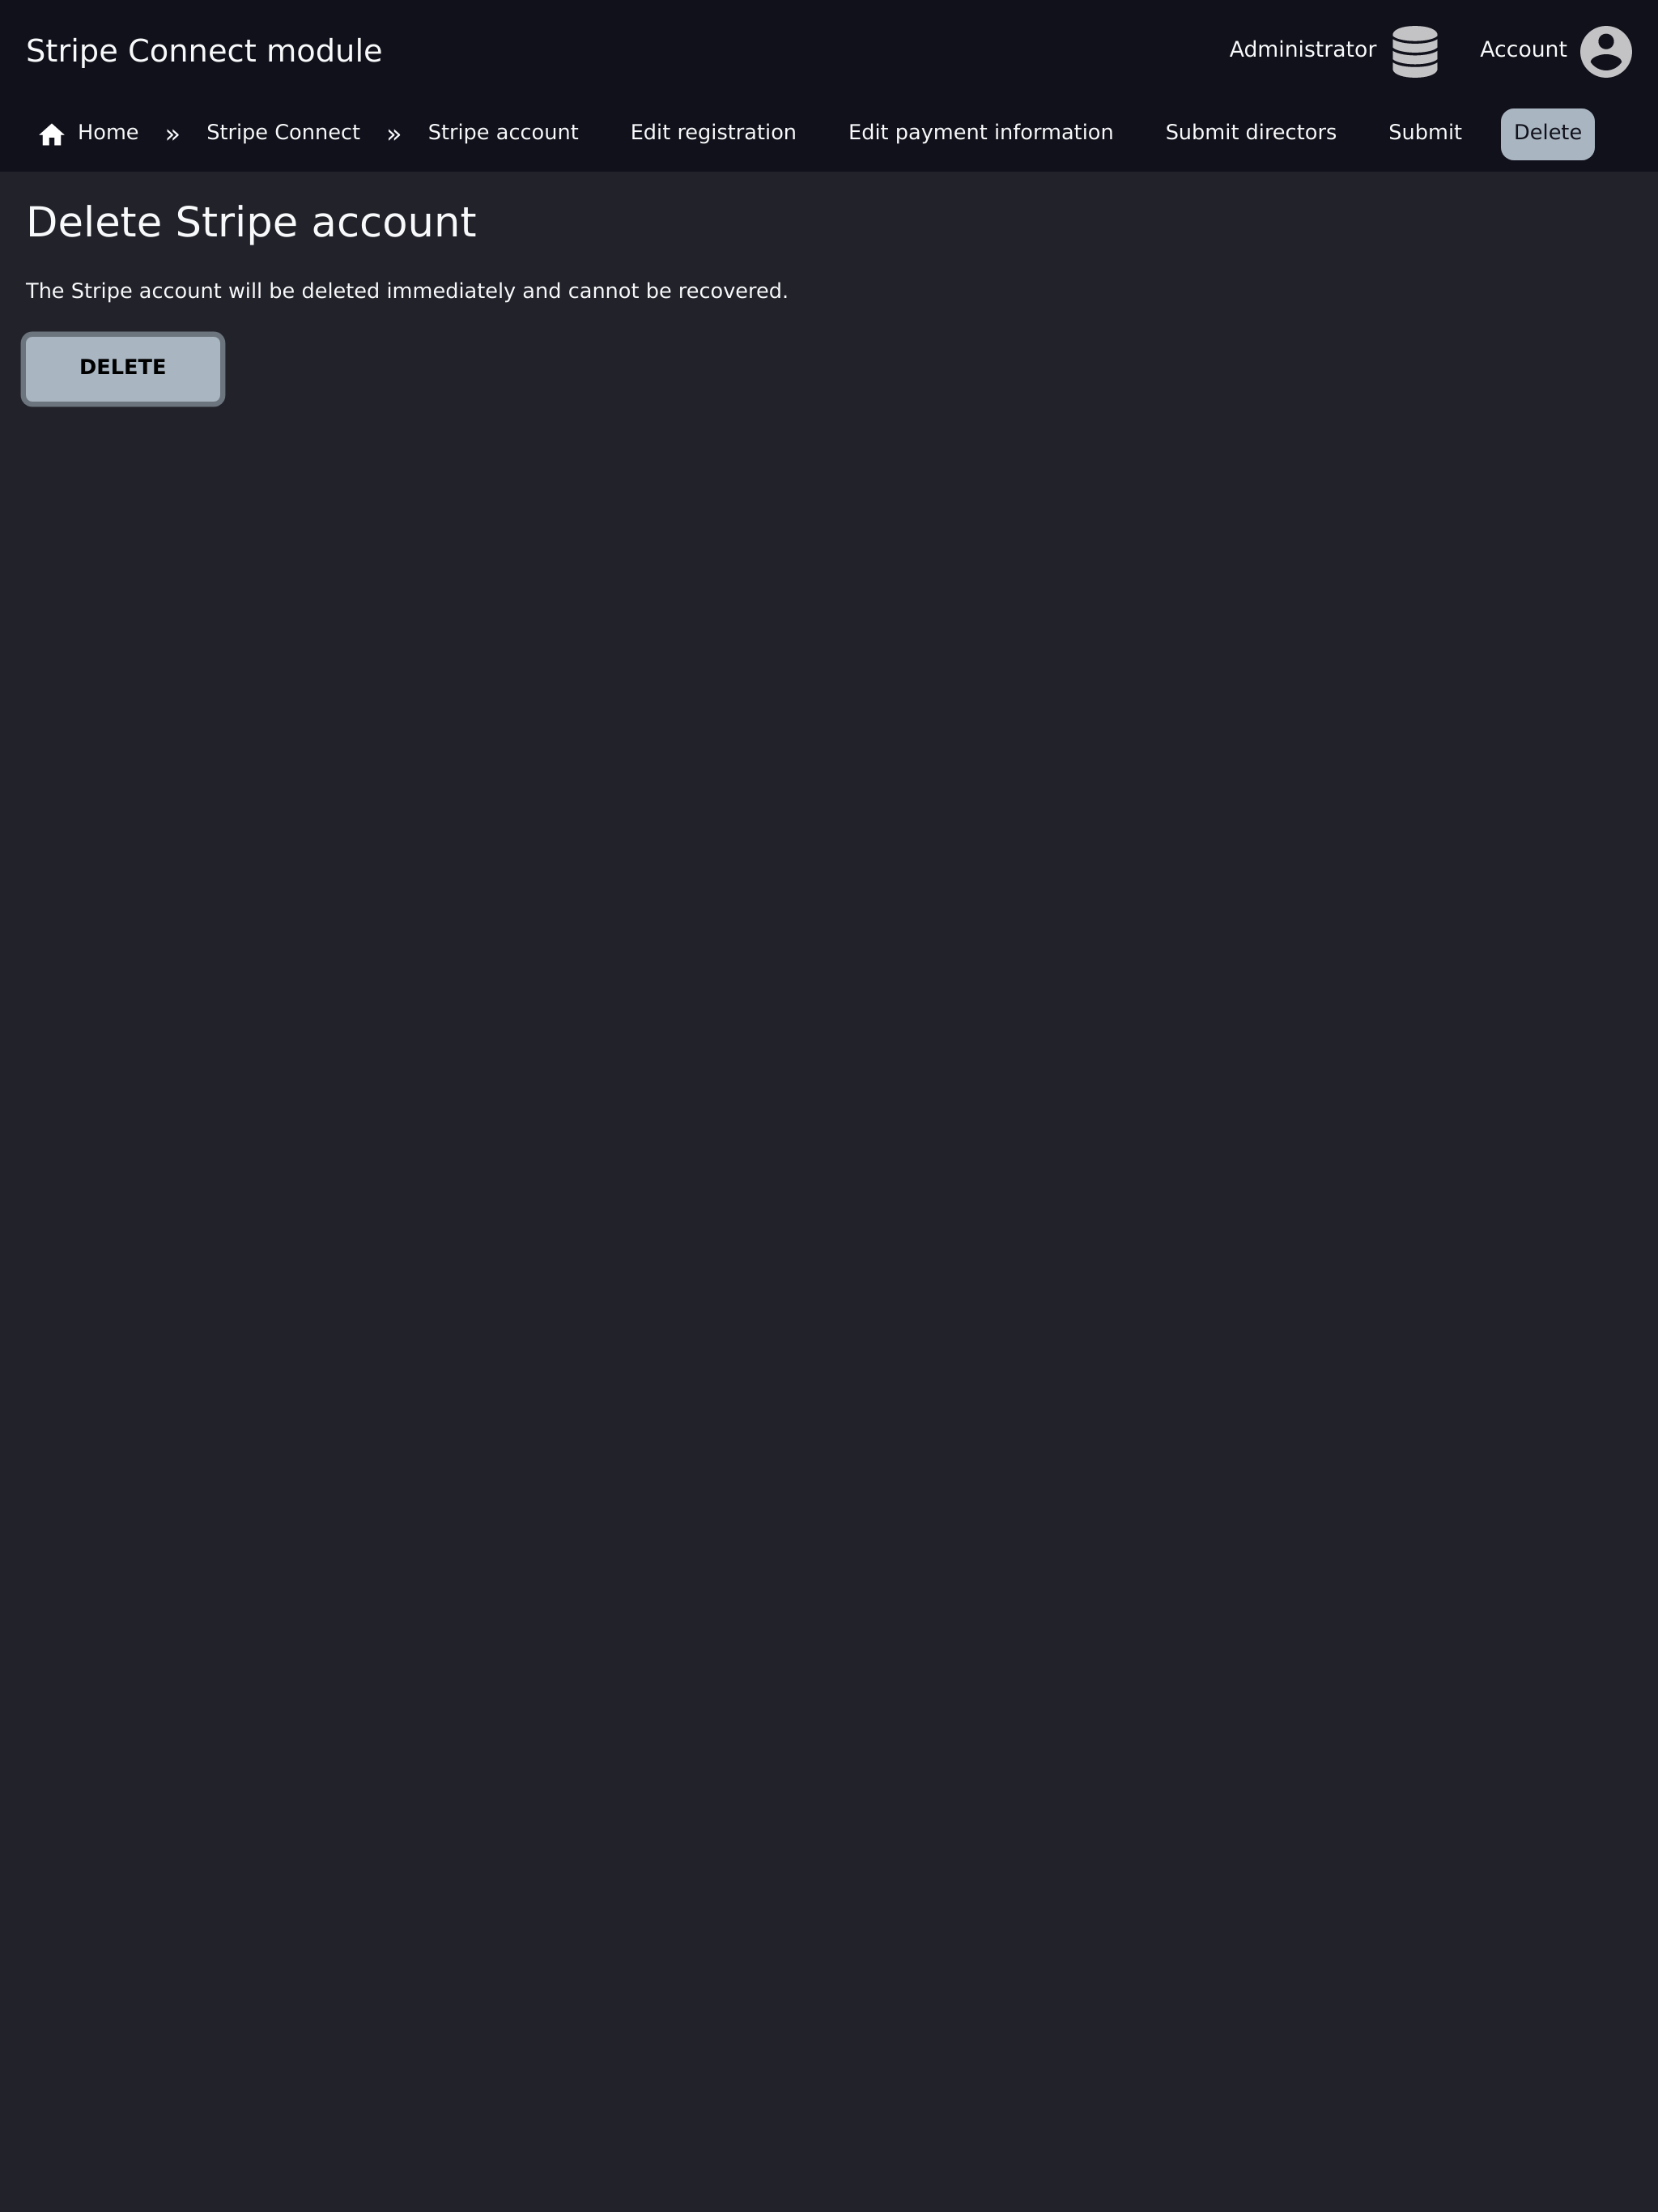 Stripe Connect module
Administrator
Account
Home » Stripe Connect » Stripe account Edit registration Edit payment information Submit directors Submit Delete
Delete Stripe account
The Stripe account will be deleted immediately and cannot be recovered.
DELETE